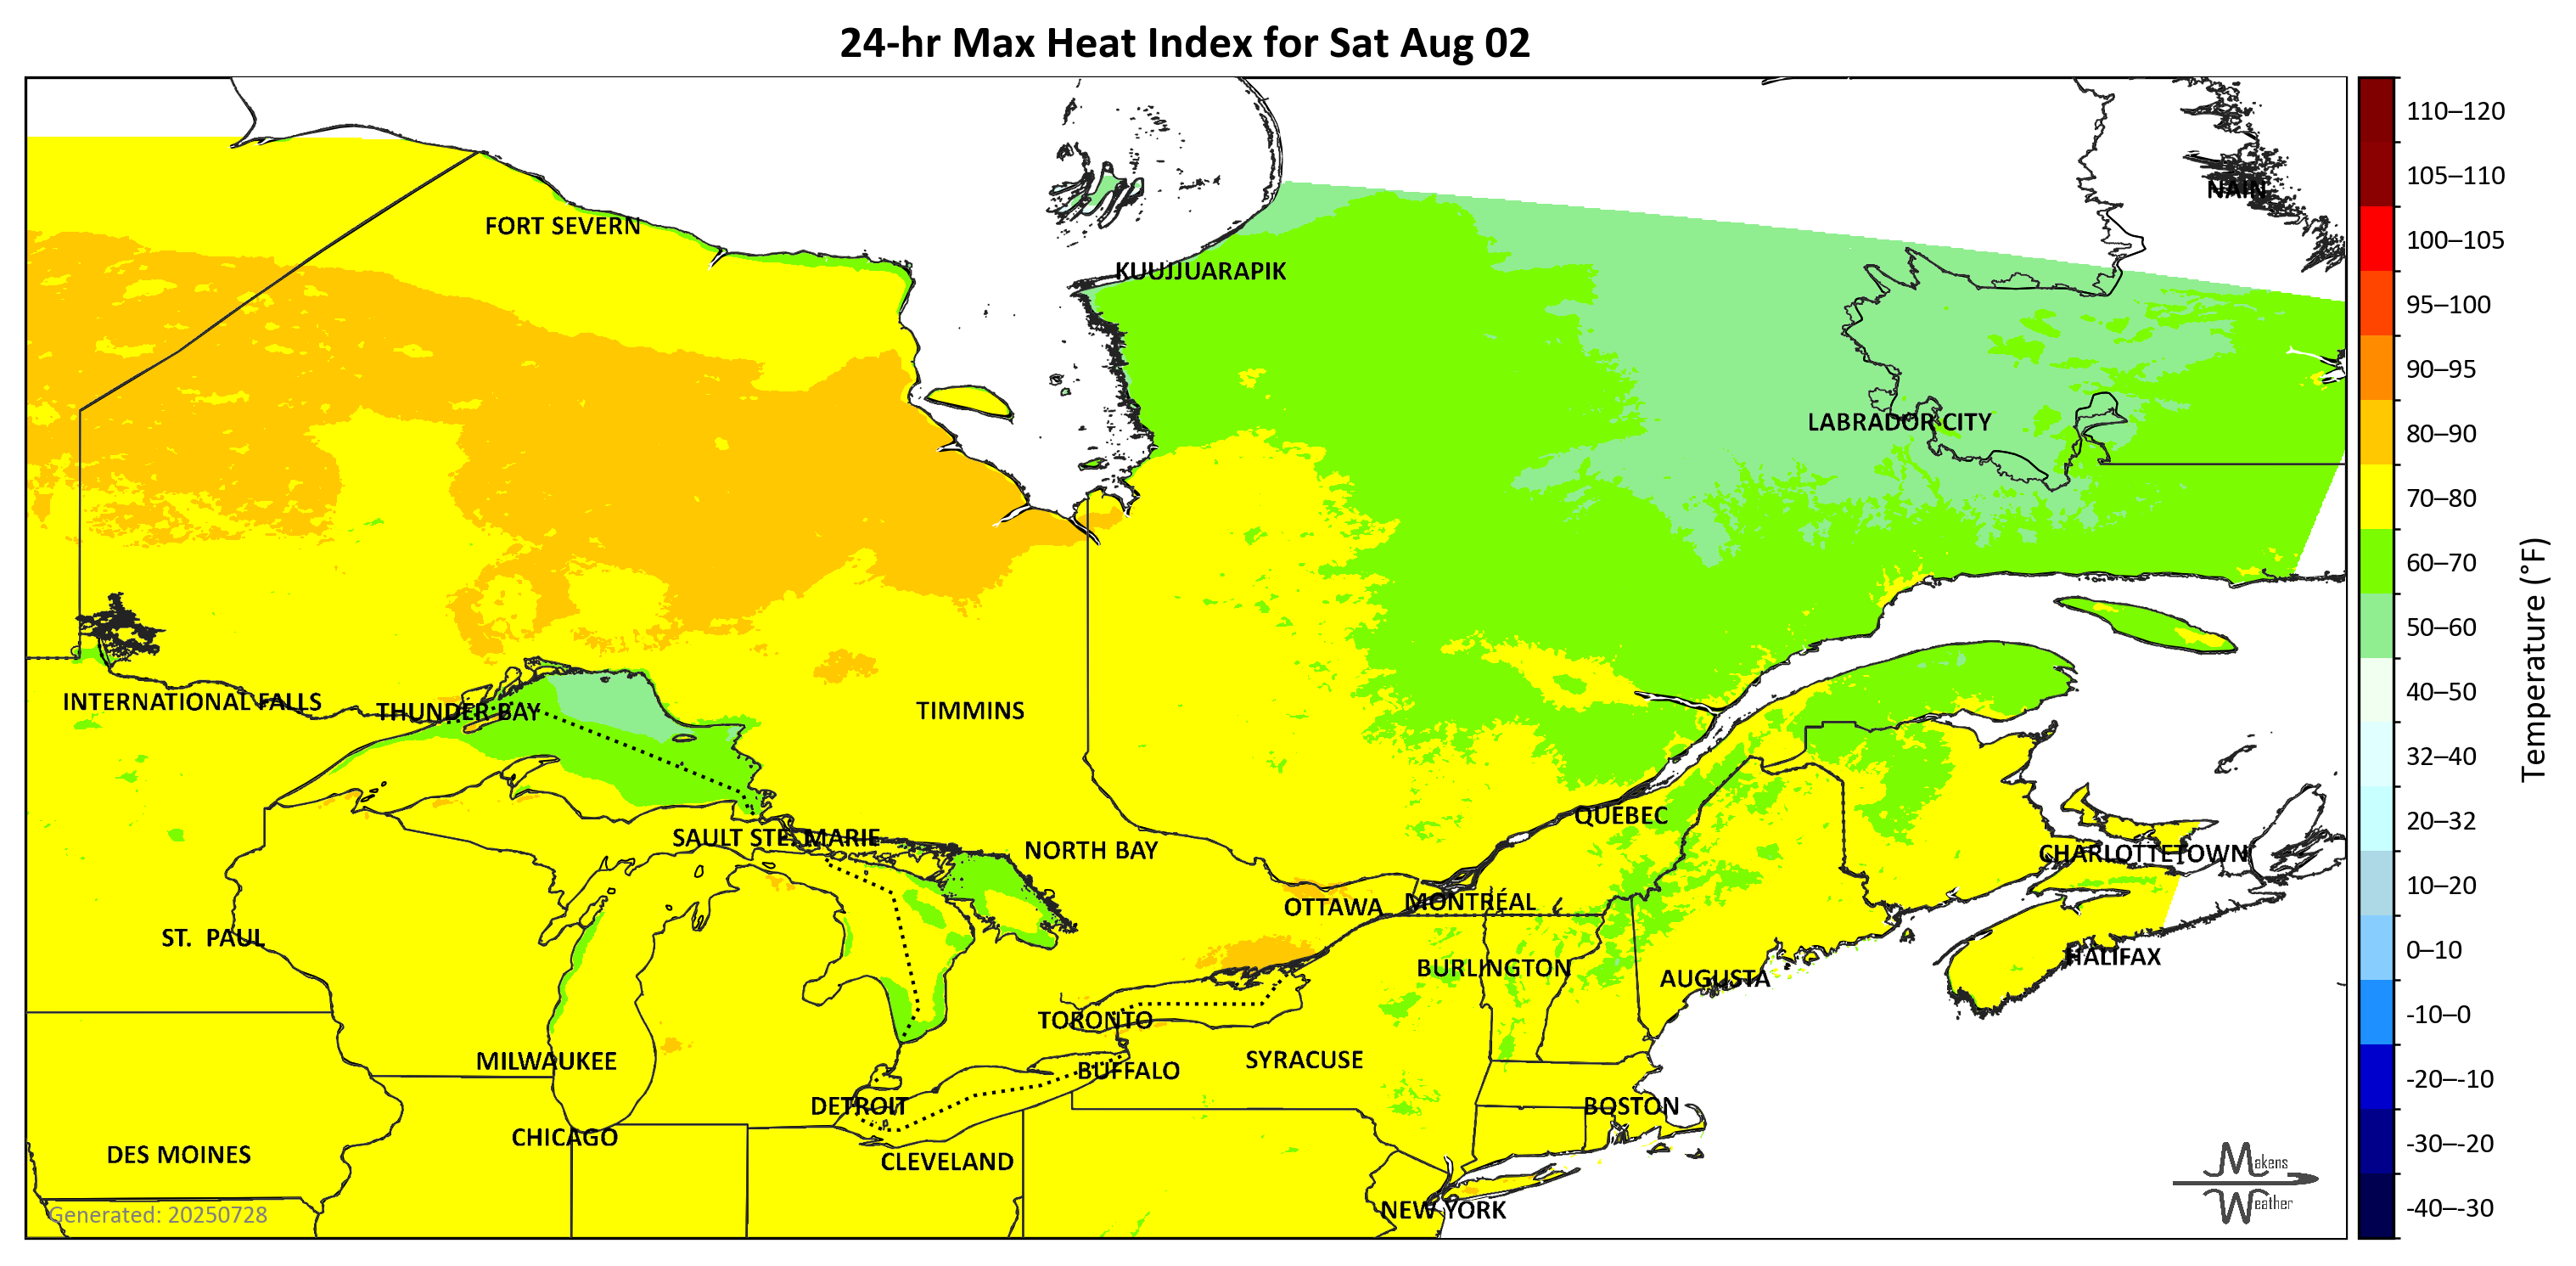 24-hr Max Heat Index for Sat Aug 02
NAIN
FORT SEVERN
KUUJJUARAPIK
LABRADOR CITY
INTERNATIONAL FALLS
THUNDER BAY
TIMMINS
QUEBEC
SAULT STE. MARIE
NORTH BAY
CHARLOTTETOWN
OTTAWA
MONTRÉAL
ST. PAUL
HALIFAX
BURLINGTON
AUGUSTA
TORONTO
MILWAUKEE
BUFFALO
SYRACUSE
DETROIT
BOSTON
CHICAGO
DES MOINES
CLEVELAND
NEW YORK
Generated: 20250728
Makens
Weather
110–120
105–110
100–105
95–100
90–95
80–90
70–80
60–70
50–60
40–50
32–40
20–32
10–20
0–10
-10–0
-20–-10
-30–-20
-40–-30
Temperature (°F)